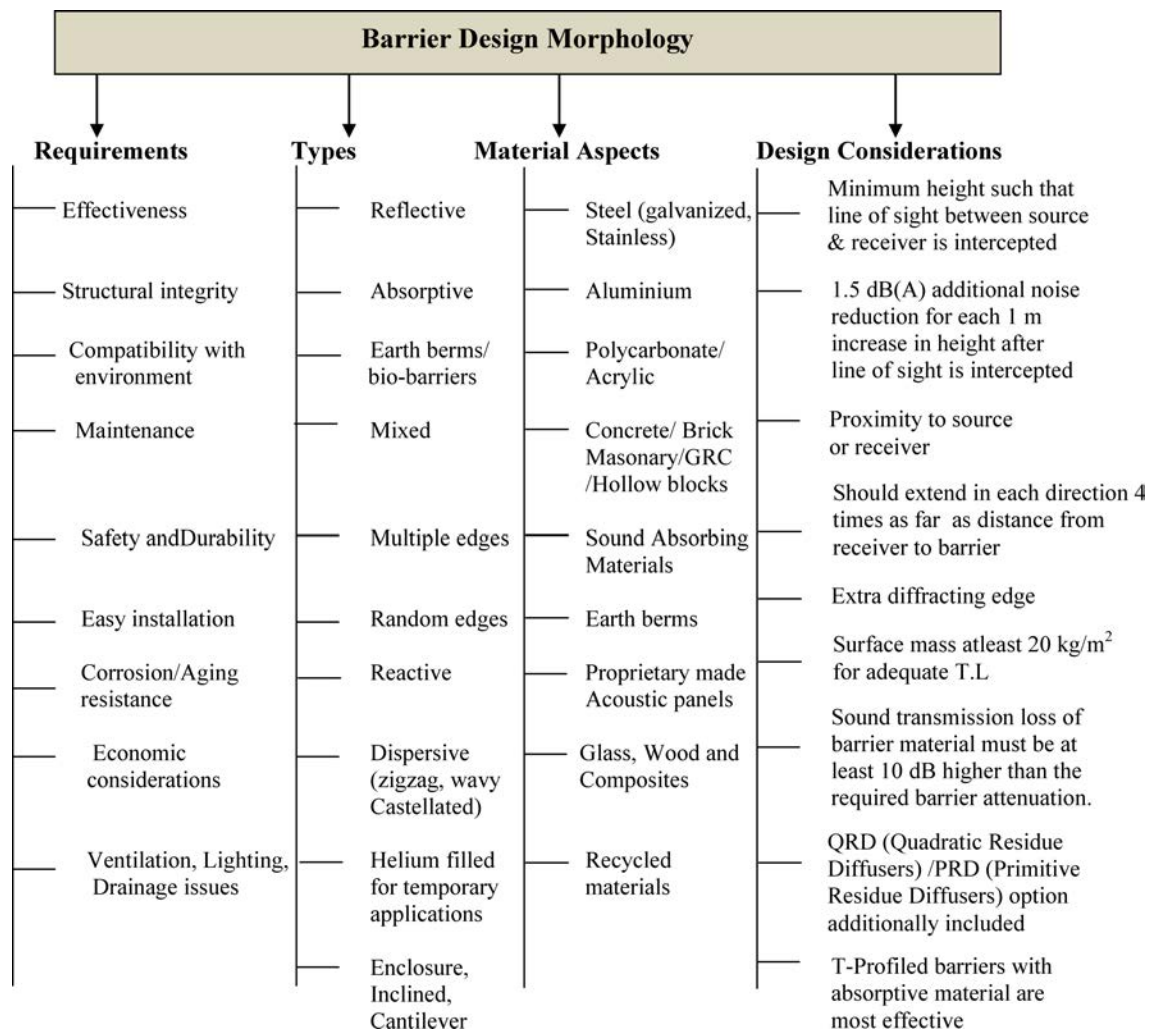 Barrier Design Morphology
Requirements
Effectiveness
Structural integrity
Compatibility with
environment
Maintenance
Safety andDurability
Easy installation
Corrosion/Aging
resistance
Economic
considerations
Ventilation, Lighting,
Drainage issues
Types
Reflective
Absorptive
Earth berms/
bio-barriers
Mixed
Multiple edges
Random edges
Reactive
Dispersive
(zigzag, wavy
Castellated)
Helium filled
for temporary
applications
Enclosure,
Inclined,
Cantilever
Material Aspects
Steel (galvanized,
Stainless)
Aluminium
Polycarbonate/
Acrylic
Concrete/ Brick
Masonary/GRC
/Hollow blocks
Sound Absorbing
Materials
Earth berms
Proprietary made
Acoustic panels
Glass, Wood and
Composites
Recycled
materials
Design Considerations
Minimum height such that
line of sight between source
& receiver is intercepted
1.5 dB(A) additional noise
reduction for each 1 m
increase in height after
line of sight is intercepted
Proximity to source
or receiver
Should extend in each direction 4
times as far as distance from
receiver to barrier
Extra diffracting edge
Surface mass atleast 20 kg/m²
for adequate T.L
Sound transmission loss of
barrier material must be at
least 10 dB higher than the
required barrier attenuation.
QRD (Quadratic Residue
Diffusers) /PRD (Primitive
Residue Diffusers) option
additionally included
T-Profiled barriers with
absorptive material are
most effective